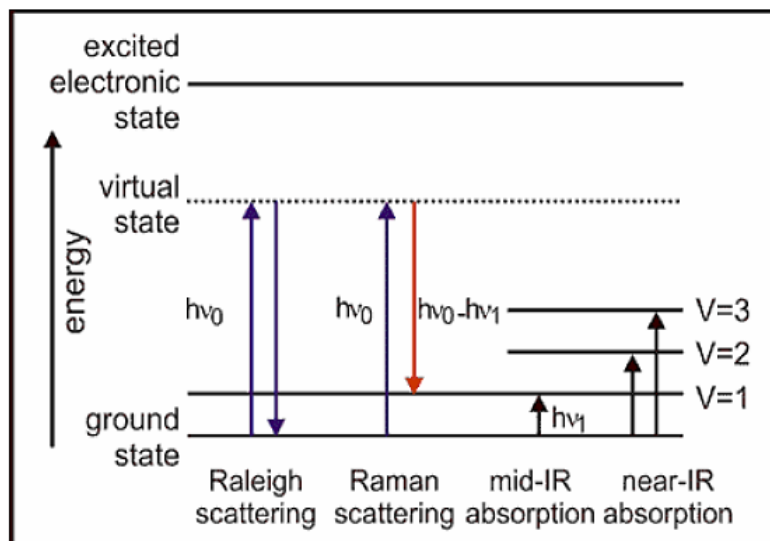 excited
electronic
state
virtual
state
energy
hν₀
hν₀
hν₀-hν₁
V=3
V=2
V=1
hν₁
ground
state
Raleigh
scattering
Raman
scattering
mid-IR
absorption
near-IR
absorption